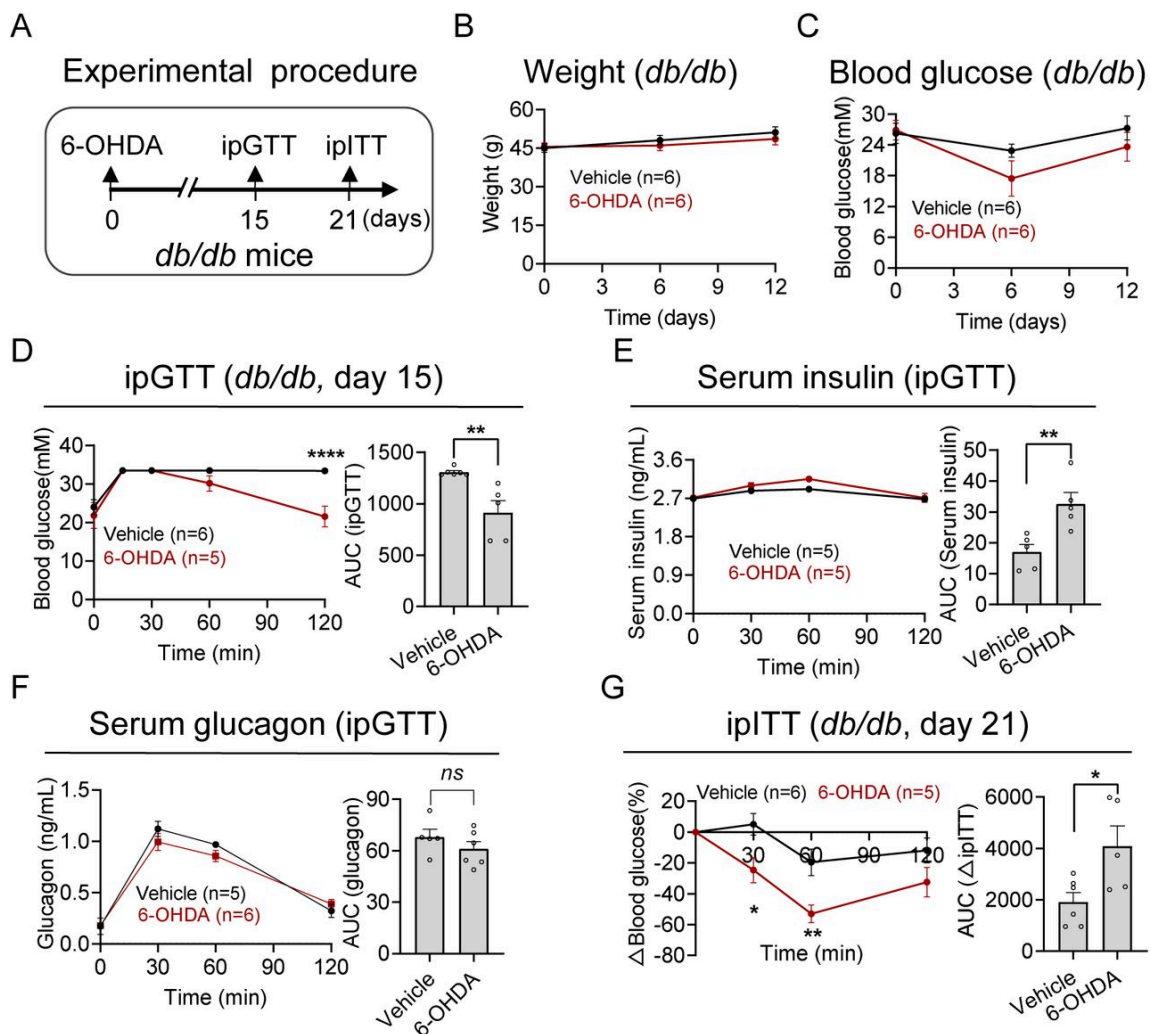 A
Experimental procedure
6-OHDA ipGTT ipITT
0 15 21 (days)
db/db mice
B
Weight (db/db)
Weight (g)
60
45
30
15
0
Vehicle (n=6)
6-OHDA (n=6)
0 3 6 9 12
Time (days)
C
Blood glucose (db/db)
Blood glucose(mM)
30
24
18
12
6
0
Vehicle (n=6)
6-OHDA (n=6)
0 3 6 9 12
Time (days)
D
ipGTT (db/db, day 15)
Blood glucose(mM)
40
30
20
10
0
****
Vehicle (n=6)
6-OHDA (n=5)
0 30 60 90 120
Time (min)
AUC (ipGTT)
1500
1000
500
0
**
Vehicle
6-OHDA
E
Serum insulin (ipGTT)
Serum insulin (ng/mL)
3.6
2.7
1.8
0.9
0.0
Vehicle (n=5)
6-OHDA (n=5)
0 30 60 90 120
Time (min)
AUC (Serum insulin)
50
40
30
20
10
0
**
Vehicle
6-OHDA
F
Serum glucagon (ipGTT)
Glucagon (ng/mL)
1.5
1.0
0.5
0.0
Vehicle (n=5)
6-OHDA (n=6)
0 30 60 90 120
Time (min)
AUC (glucagon)
90
60
30
0
ns
Vehicle
6-OHDA
G
ipITT (db/db, day 21)
△Blood glucose(%)
Vehicle (n=6) 6-OHDA (n=5)
20
0
-20
-40
-60
-80
30 60 90 120
*
**
Time (min)
AUC (△ipITT)
6000
4000
2000
0
*
Vehicle
6-OHDA